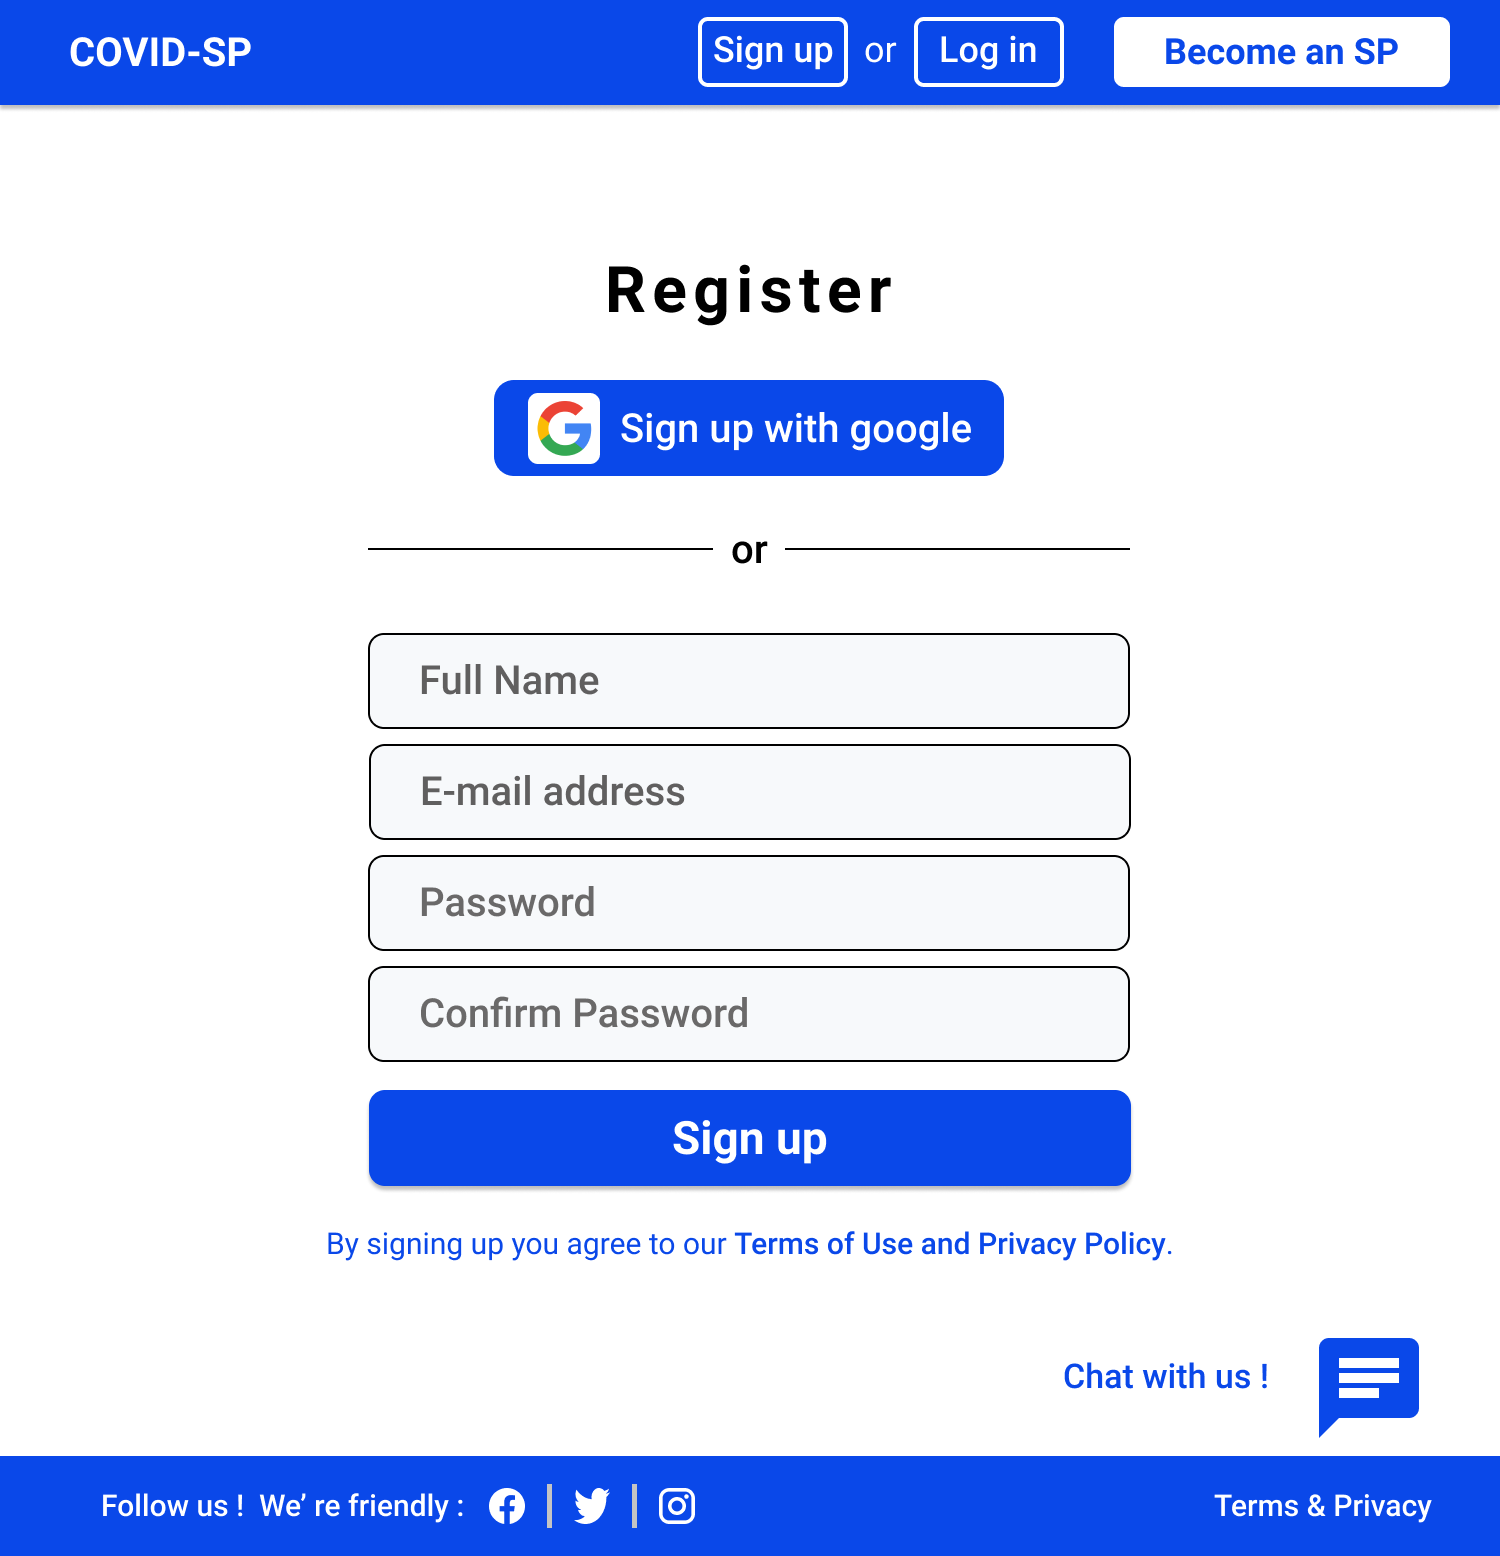 COVID-SP
Sign up or Log in
Become an SP
Register
Sign up with google
or
Full Name
E-mail address
Password
Confirm Password
Sign up
By signing up you agree to our Terms of Use and Privacy Policy.
Chat with us !
Follow us !  We’ re friendly :
Terms & Privacy